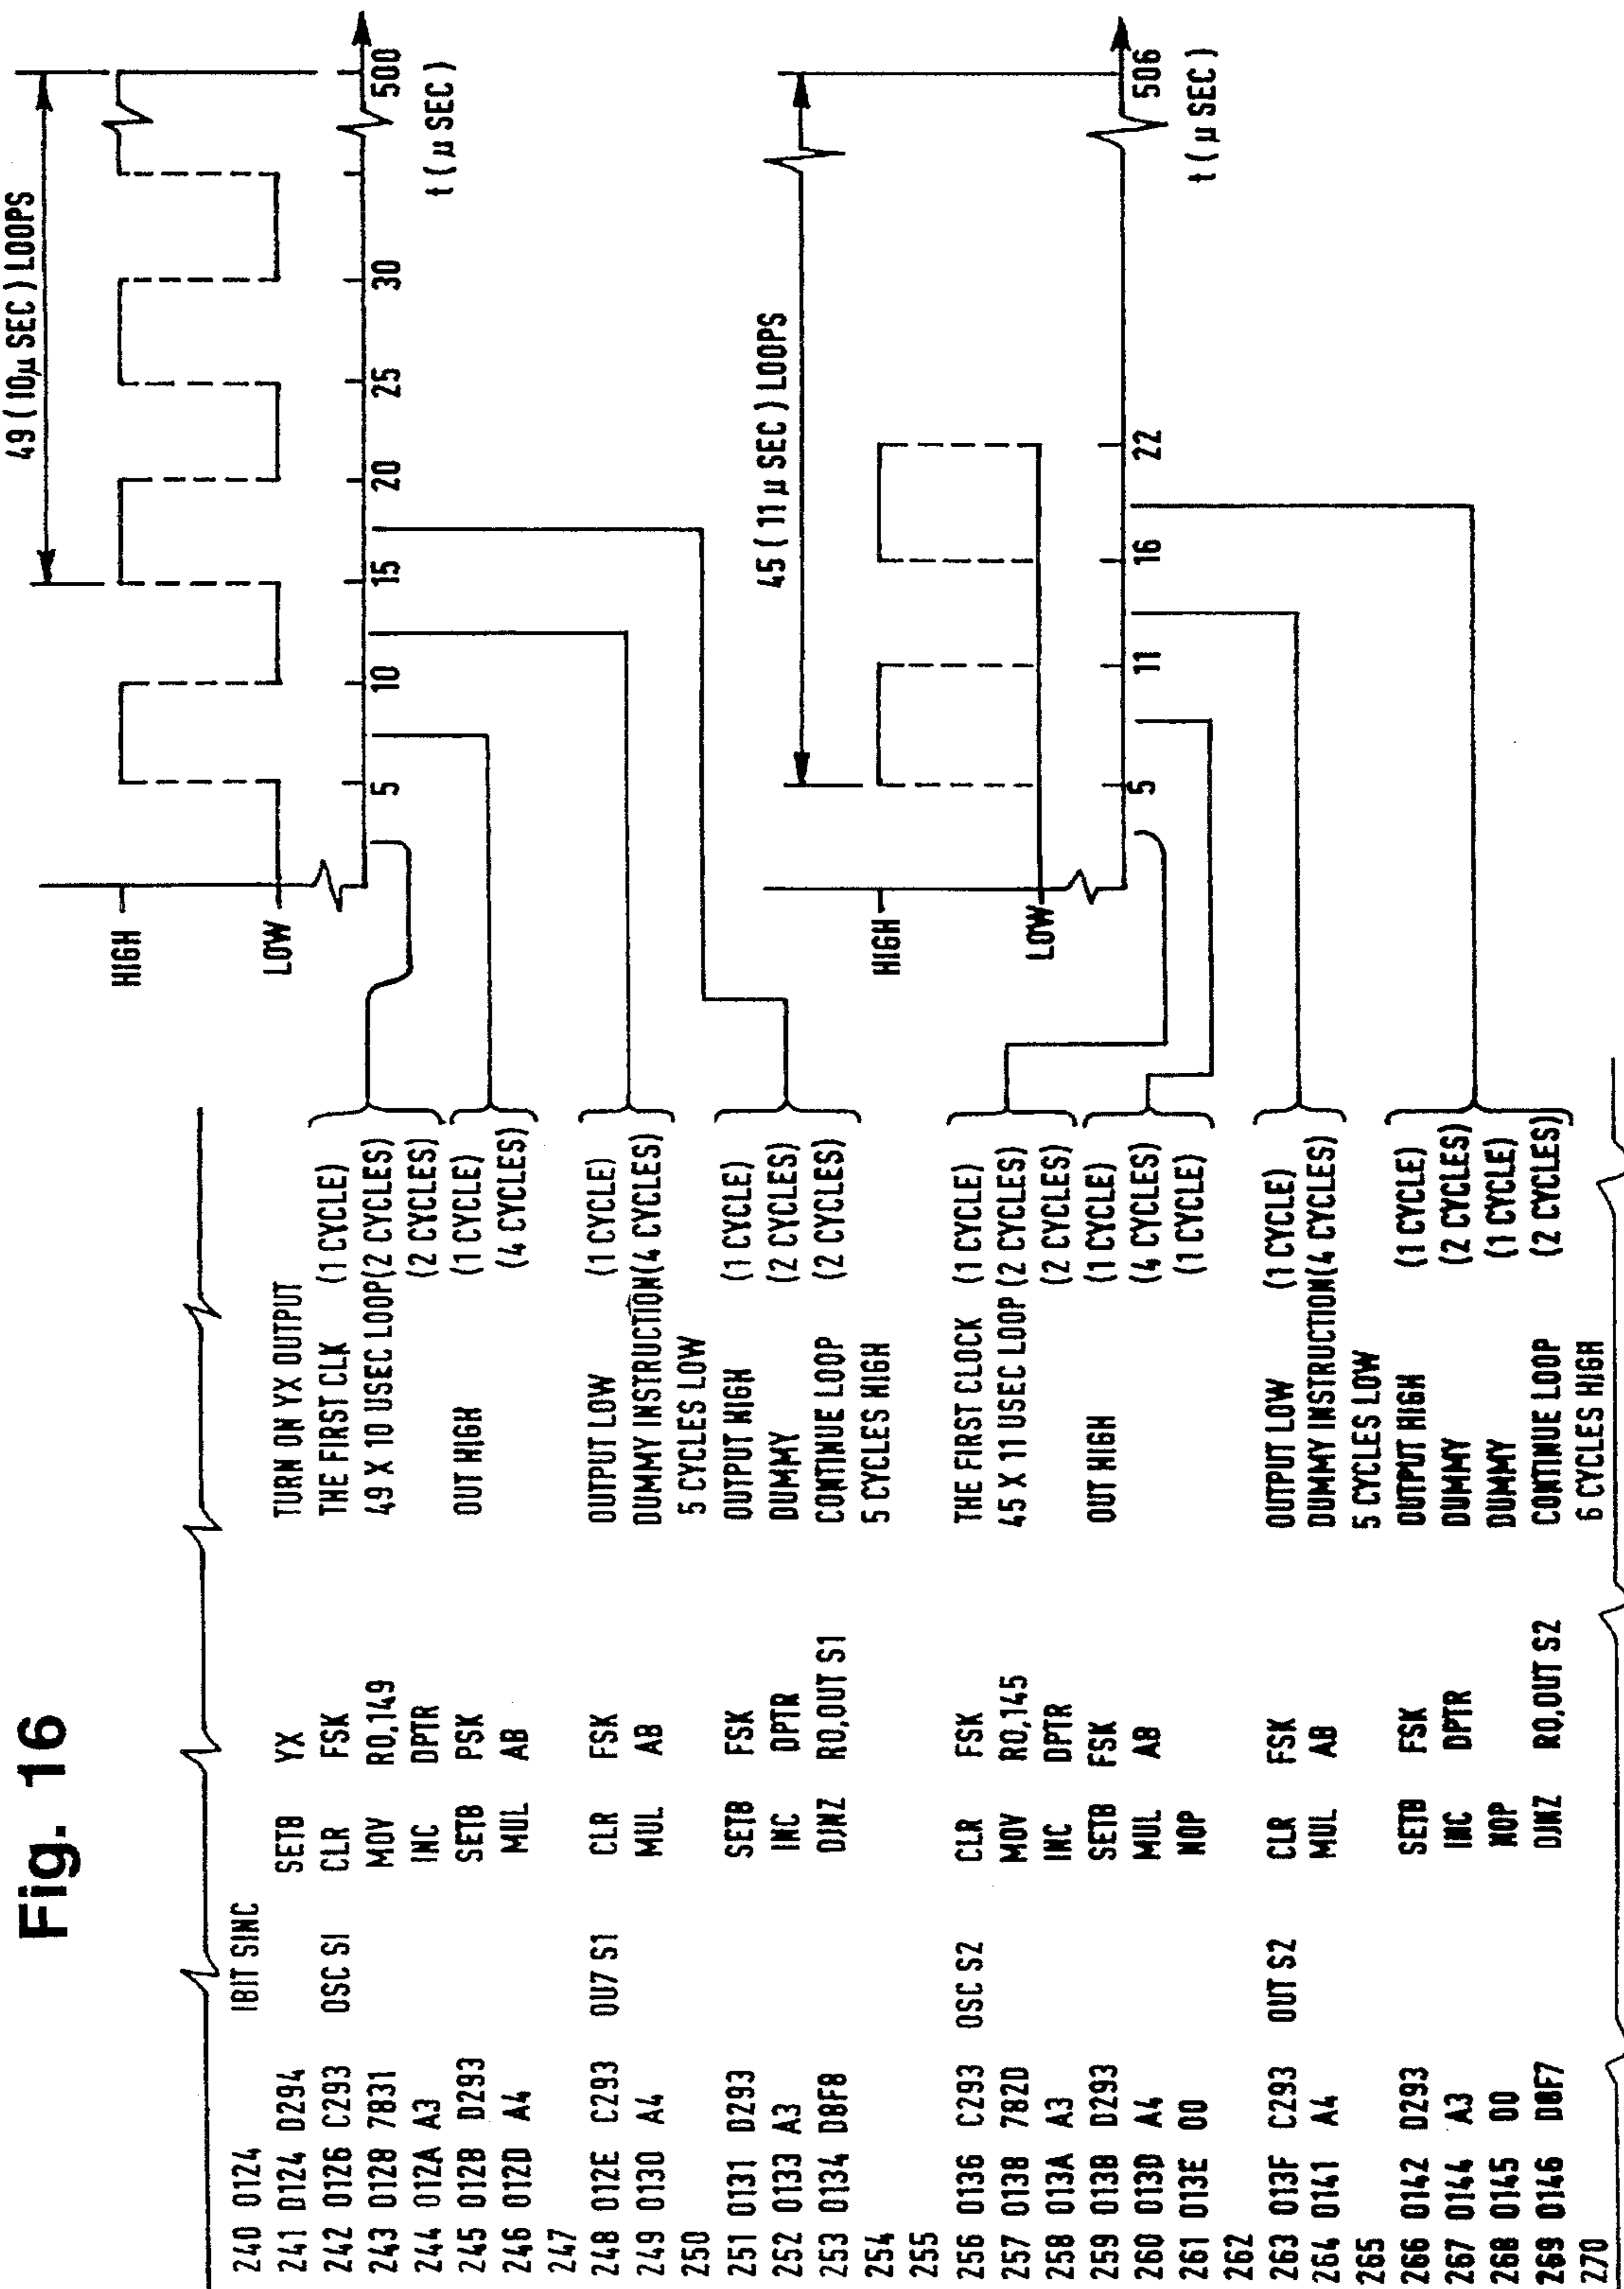 Fig. 16
240 0124 IBIT SINC
241 0124 D294 SETB YX TURN ON YX OUTPUT
242 0126 C293 OSC S1 CLR FSK THE FIRST CLK (1 CYCLE)
243 0128 7831 MOV R0,149 49 X 10 USEC LOOP(2 CYCLES)
244 012A A3 INC DPTR (2 CYCLES)
245 012B D293 SETB PSK OUT HIGH (1 CYCLE)
246 012D A4 MUL AB (4 CYCLES)
247
248 012E C293 OU7 S1 CLR FSK OUTPUT LOW (1 CYCLE)
249 0130 A4 MUL AB DUMMY INSTRUCTION(4 CYCLES)
250 5 CYCLES LOW
251 0131 D293 SETB FSK OUTPUT HIGH (1 CYCLE)
252 0133 A3 INC DPTR DUMMY (2 CYCLES)
253 0134 D8F8 DJNZ R0,OUT S1 CONTINUE LOOP (2 CYCLES)
254 5 CYCLES HIGH
255
256 0136 C293 OSC S2 CLR FSK THE FIRST CLOCK (1 CYCLE)
257 0138 782D MOV R0,145 45 X 11 USEC LOOP (2 CYCLES)
258 013A A3 INC DPTR (2 CYCLES)
259 013B D293 SETB FSK OUT HIGH (1 CYCLE)
260 013D A4 MUL AB (4 CYCLES)
261 013E 00 NOP (1 CYCLE)
262
263 013F C293 OUT S2 CLR FSK OUTPUT LOW (1 CYCLE)
264 0141 A4 MUL AB DUMMY INSTRUCTION(4 CYCLES)
265 5 CYCLES LOW
266 0142 D293 SETB FSK OUTPUT HIGH (1 CYCLE)
267 0144 A3 INC DPTR DUMMY (2 CYCLES)
268 0145 00 NOP DUMMY (1 CYCLE)
269 0146 D8F7 DJNZ R0,OUT S2 CONTINUE LOOP (2 CYCLES)
270 6 CYCLES HIGH
49 ( 10μ SEC ) LOOPS
HIGH
LOW
5 10 15 20 25 30 500
t ( μ SEC )
45 ( 11 μ SEC ) LOOPS
HIGH
LOW
5 11 16 22 506
t ( μ SEC )